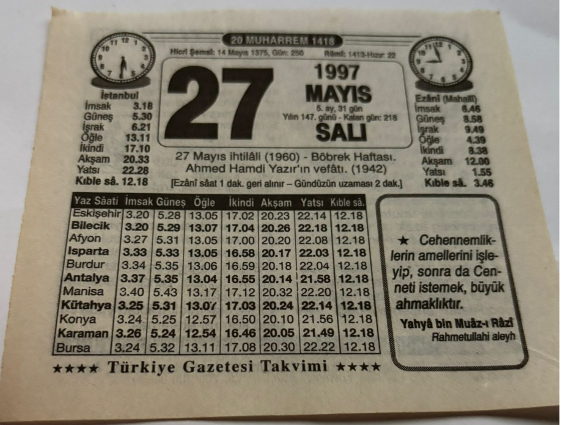 20 MUHARREM 1418
Hicrî Şemsî: 14 Mayıs 1375, Gün: 256 Rûmî: 1413-Hızır: 22
27
1997
MAYIS
5. ay, 31 gün
Yılın 147. günü - Kalan gün: 218
SALI
27 Mayıs ihtilâli (1960) - Böbrek Haftası.
Ahmed Hamdi Yazır'ın vefâtı. (1942)
[Ezânî sâat 1 dak. geri alınır – Gündüzün uzaması 2 dak.]
İstanbul
İmsak 3.18
Güneş 5.30
İşrak 6.21
Öğle 13.11
İkindi 17.10
Akşam 20.33
Yatsı 22.28
Kıble sâ. 12.18
Ezânî (Mahallî)
İmsak 6.46
Güneş 8.58
İşrak 9.49
Öğle 4.39
İkindi 8.38
Akşam 12.00
Yatsı 1.55
Kıble sâ. 3.46
Yaz Sâati İmsak Güneş Öğle İkindi Akşam Yatsı Kıble sâ.
Eskişehir 3.20 5.28 13.05 17.02 20.23 22.14 12.18
Bilecik 3.20 5.29 13.07 17.04 20.26 22.18 12.18
Afyon 3.27 5.31 13.05 17.00 20.20 22.08 12.18
Isparta 3.33 5.33 13.05 16.58 20.17 22.03 12.18
Burdur 3.34 5.35 13.06 16.59 20.18 22.04 12.18
Antalya 3.37 5.35 13.04 16.55 20.14 21.58 12.18
Manisa 3.40 5.43 13.17 17.12 20.32 22.20 12.18
Kütahya 3.25 5.31 13.07 17.03 20.24 22.14 12.18
Konya 3.24 5.25 12.57 16.50 20.10 21.56 12.18
Karaman 3.26 5.24 12.54 16.46 20.05 21.49 12.18
Bursa 3.24 5.32 13.11 17.08 20.30 22.22 12.18
★ Cehennemlik-
lerin amellerini işle-
yip, sonra da Cen-
neti istemek, büyük
ahmaklıktır.
Yahyâ bin Muâz-ı Râzî
Rahmetullahi aleyh
★★★★ Türkiye Gazetesi Takvimi ★★★★